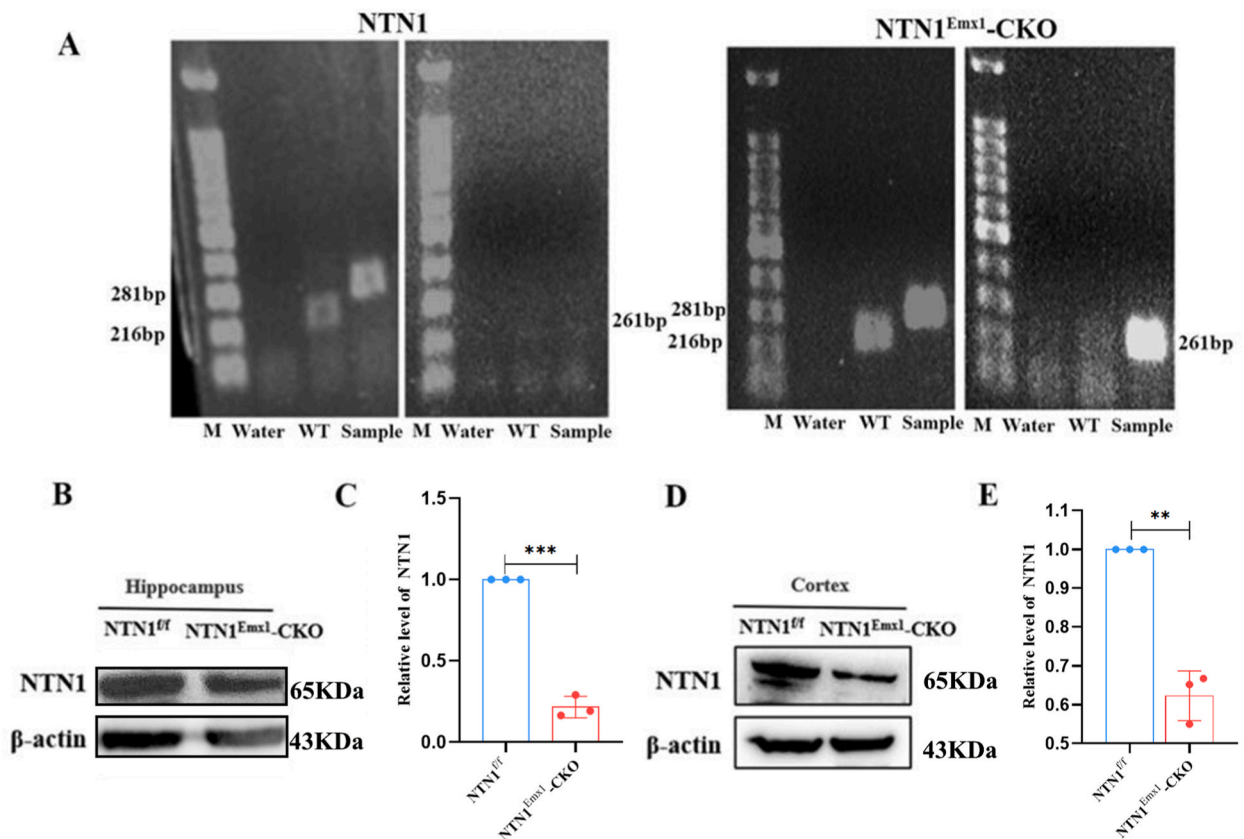 A
NTN1
NTN1Emx1-CKO
281bp
216bp
261bp
281bp
216bp
261bp
M Water WT Sample
M Water WT Sample
M Water WT Sample
M Water WT Sample
B
Hippocampus
NTN1f/f NTN1Emx1-CKO
NTN1
65KDa
β-actin
43KDa
C
Relative level of NTN1
1.5
1.0
0.5
0.0
***
NTN1f/f
NTN1Emx1-CKO
D
Cortex
NTN1f/f NTN1Emx1-CKO
NTN1
65KDa
β-actin
43KDa
E
Relative level of NTN1
1.1
1.0
0.9
0.8
0.7
0.6
0.5
**
NTN1f/f
NTN1Emx1-CKO